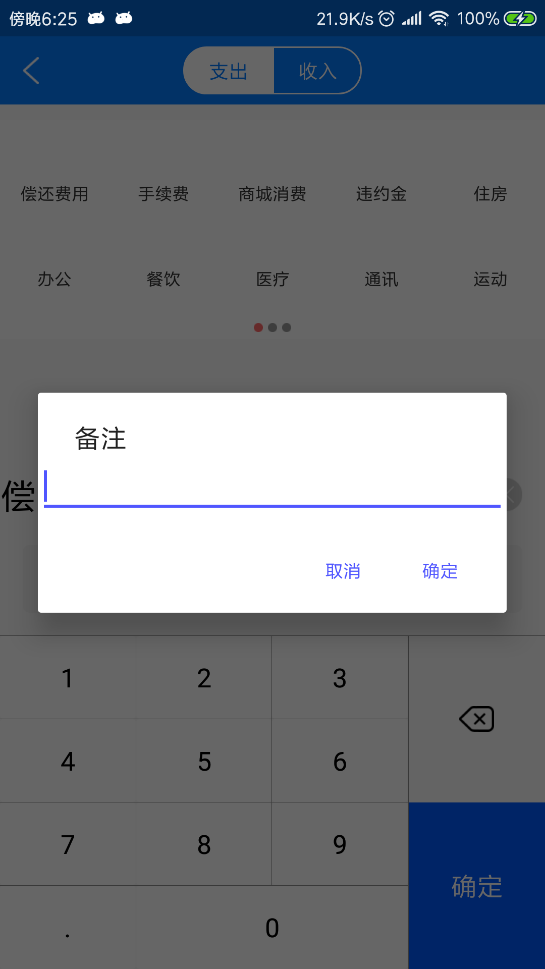 傍晚6:25 21.9K/s 100%
支出 收入
偿还费用 手续费 商城消费 违约金 住房
办公 餐饮 医疗 通讯 运动
备注
偿
取消 确定
1 2 3
4 5 6
7 8 9
确定
. 0